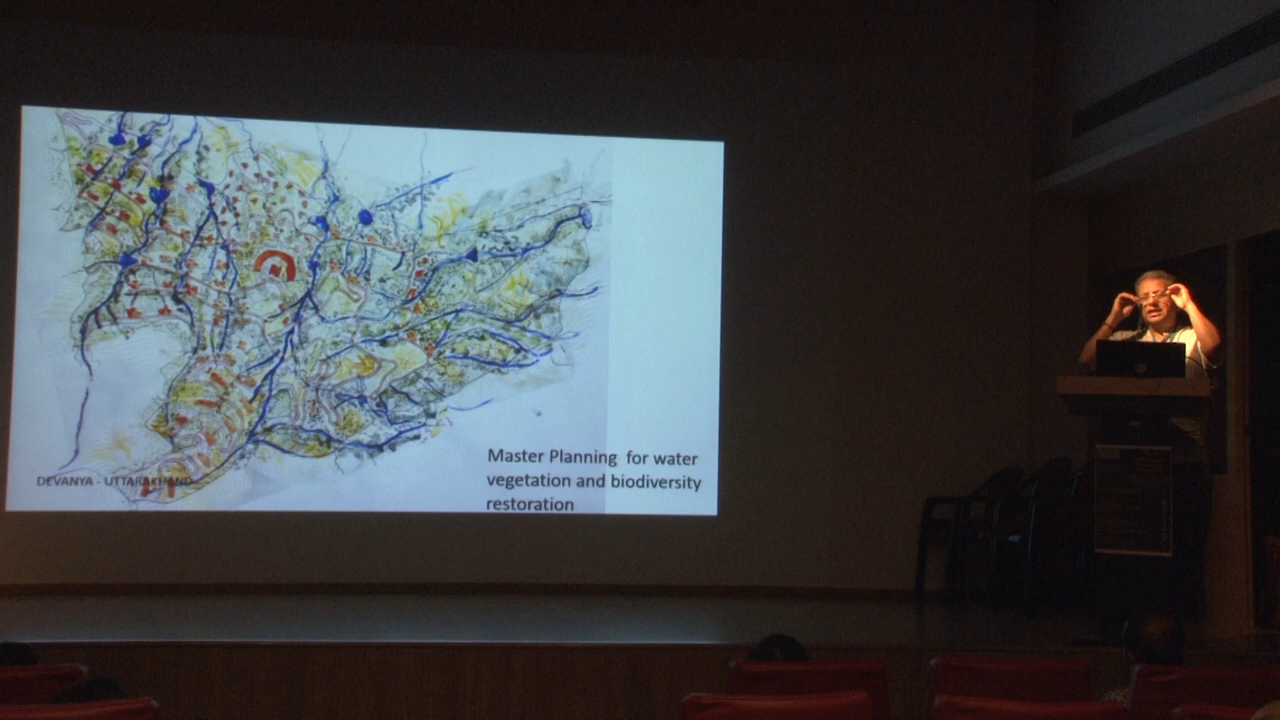 DEVANYA - UTTARAKHAND
Master Planning for water
vegetation and biodiversity
restoration